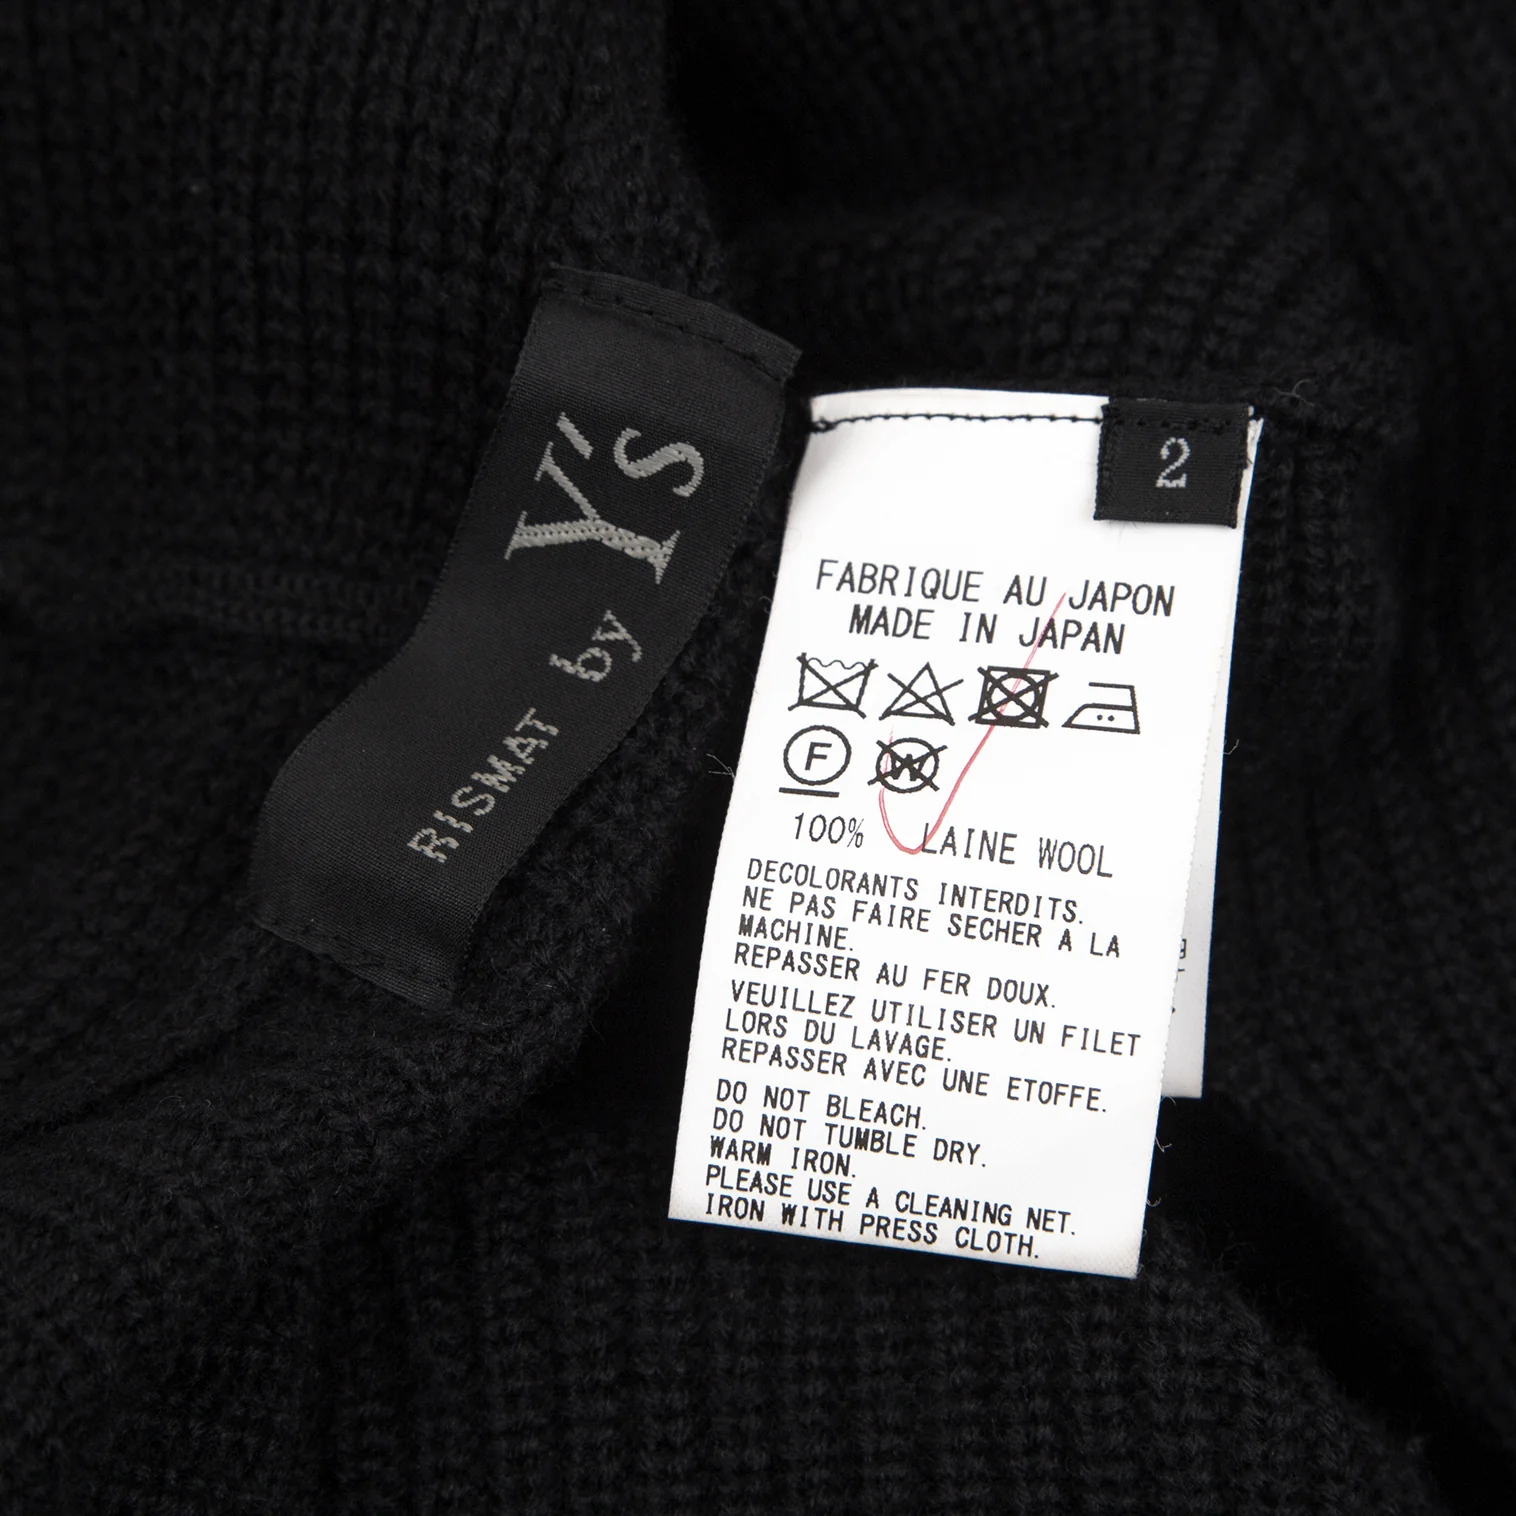 Y's
RISMAT by
2
FABRIQUE AU JAPON
MADE IN JAPAN
F
W
100% LAINE WOOL
DECOLORANTS INTERDITS.
NE PAS FAIRE SECHER A LA
MACHINE.
REPASSER AU FER DOUX.
VEUILLEZ UTILISER UN FILET
LORS DU LAVAGE.
REPASSER AVEC UNE ETOFFE.
DO NOT BLEACH.
DO NOT TUMBLE DRY.
WARM IRON.
PLEASE USE A CLEANING NET.
IRON WITH PRESS CLOTH.